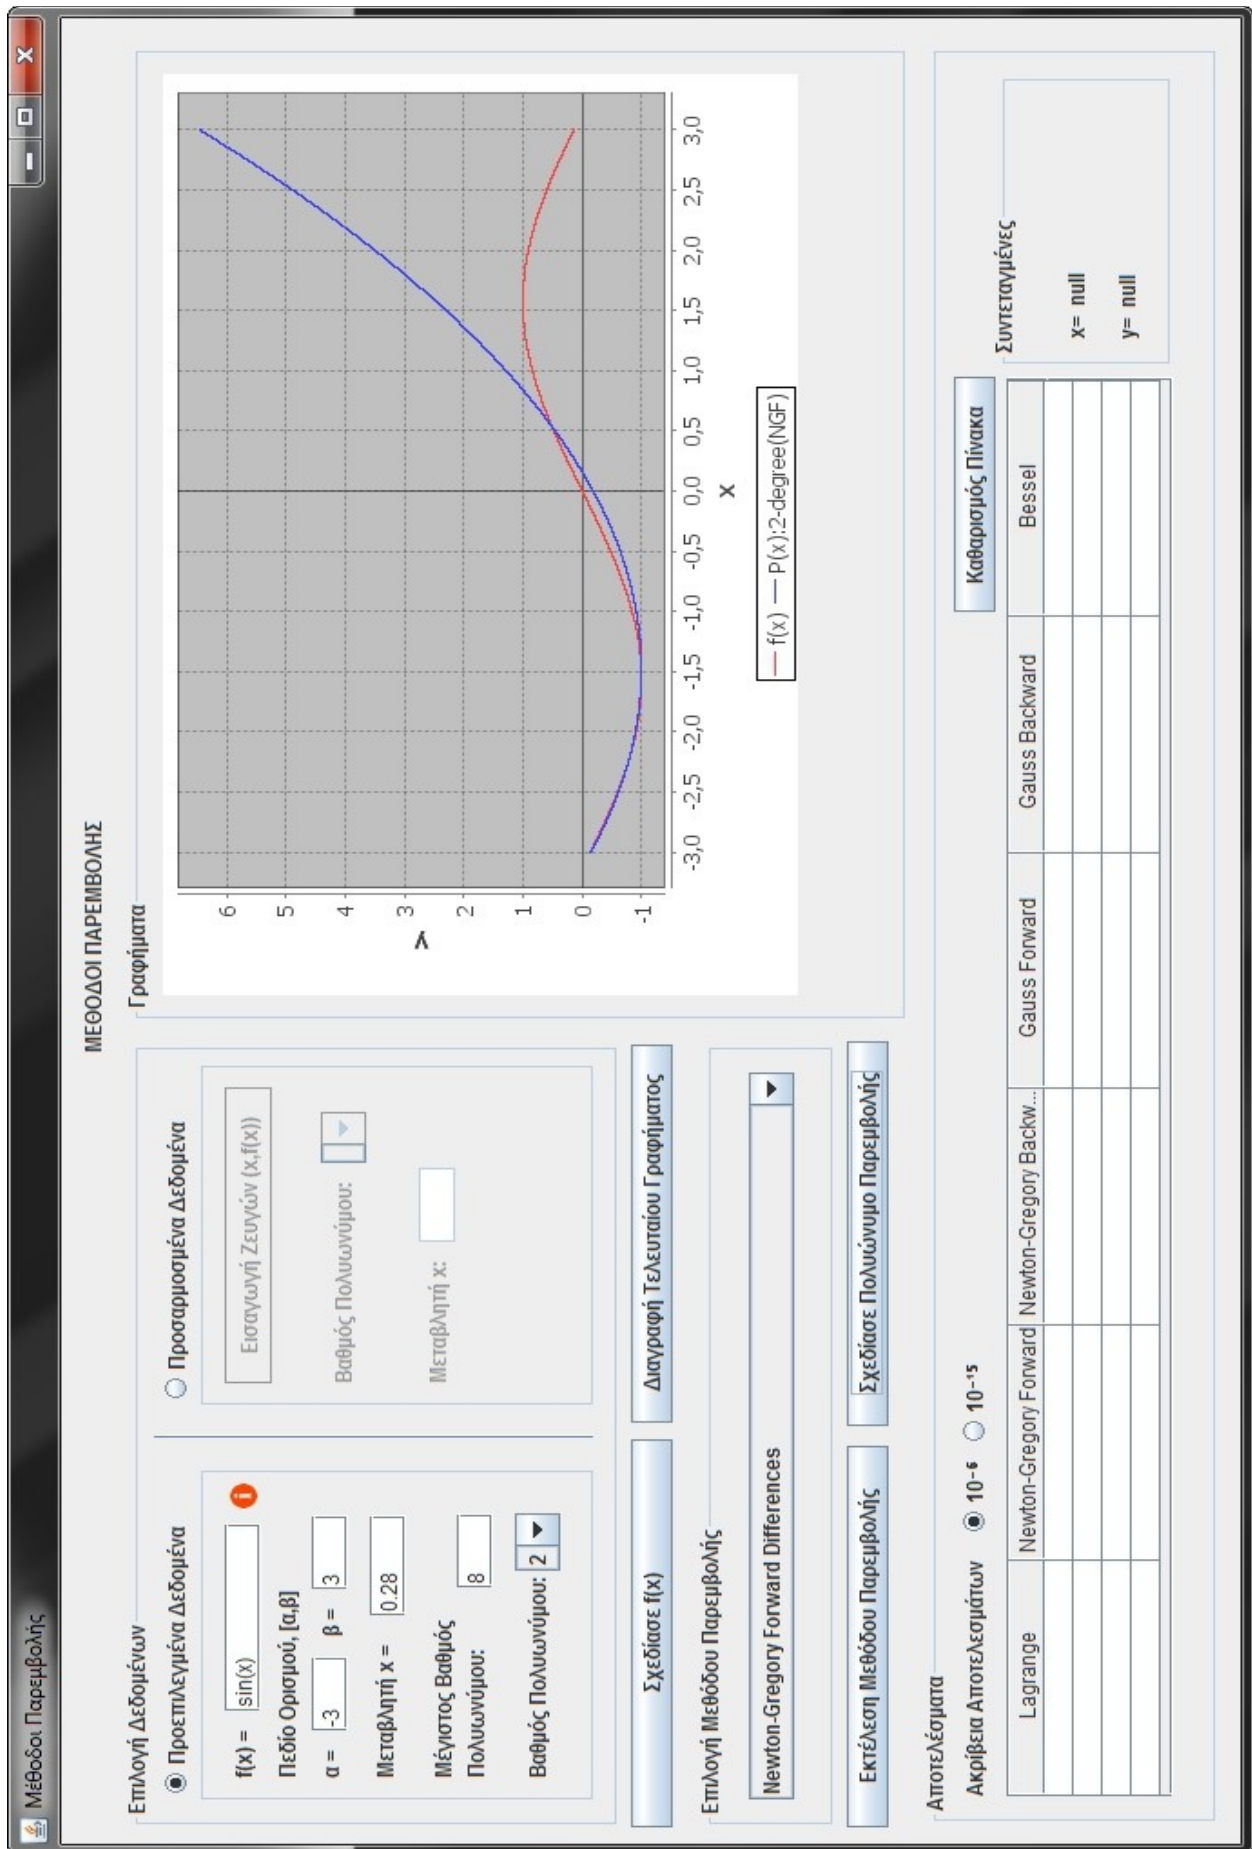 Μέθοδοι Παρεμβολής
ΜΕΘΟΔΟΙ ΠΑΡΕΜΒΟΛΗΣ
Επιλογή Δεδομένων
Προεπιλεγμένα Δεδομένα
f(x) = sin(x)
Πεδίο Ορισμού, [α,β]
α = -3 β = 3
Μεταβλητή x = 0.28
Μέγιστος Βαθμός
Πολυωνύμου: 8
Βαθμός Πολυωνύμου: 2
Προσαρμοσμένα Δεδομένα
Εισαγωγή Ζευγών (x,f(x))
Βαθμός Πολυωνύμου:
Μεταβλητή x:
Σχεδίασε f(x)
Διαγραφή Τελευταίου Γραφήματος
Επιλογή Μεθόδου Παρεμβολής
Newton-Gregory Forward Differences
Εκτέλεση Μεθόδου Παρεμβολής
Σχεδίασε Πολυώνυμο Παρεμβολής
Γραφήματα
6
5
4
3
2
1
0
-1
Y
-3,0 -2,5 -2,0 -1,5 -1,0 -0,5 0,0 0,5 1,0 1,5 2,0 2,5 3,0
X
f(x) P(x):2-degree(NGF)
Αποτελέσματα
Ακρίβεια Αποτελεσμάτων 10⁻⁶ 10⁻¹⁵
Καθαρισμός Πίνακα
Lagrange Newton-Gregory Forward Newton-Gregory Backw... Gauss Forward Gauss Backward Bessel
Συντεταγμένες
x= null
y= null